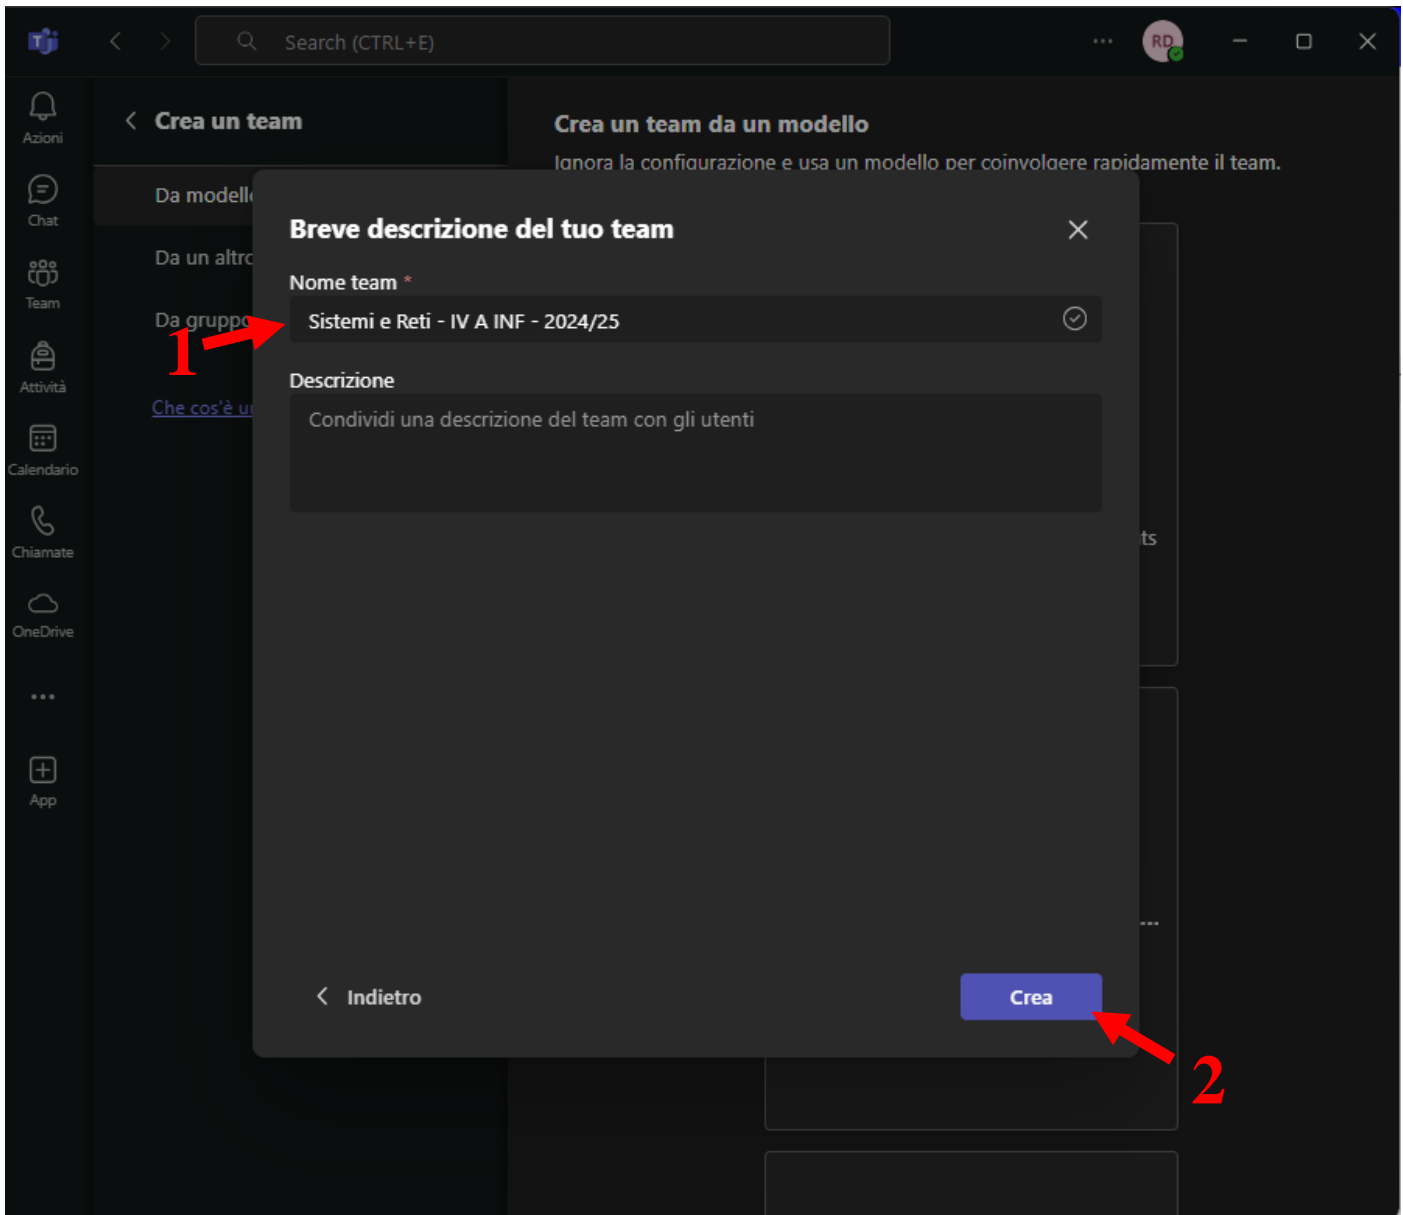 Search (CTRL+E)
RD
Azioni
Chat
Team
Attività
Calendario
Chiamate
OneDrive
App
Crea un team
Da modello
Da un altro
Da gruppo
Che cos'è un
Crea un team da un modello
Ignora la configurazione e usa un modello per coinvolgere rapidamente il team.
Breve descrizione del tuo team
Nome team *
1
Sistemi e Reti - IV A INF - 2024/25
Descrizione
Condividi una descrizione del team con gli utenti
ts
Indietro
Crea
2